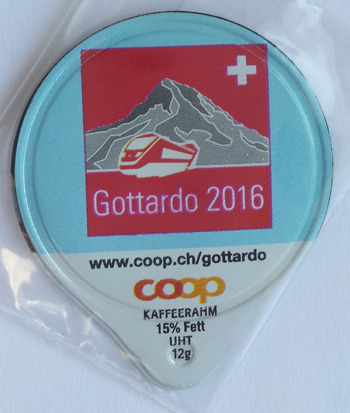 Gottardo 2016
www.coop.ch/gottardo
coop
KAFFEERAHM
15% Fett
UHT
12g